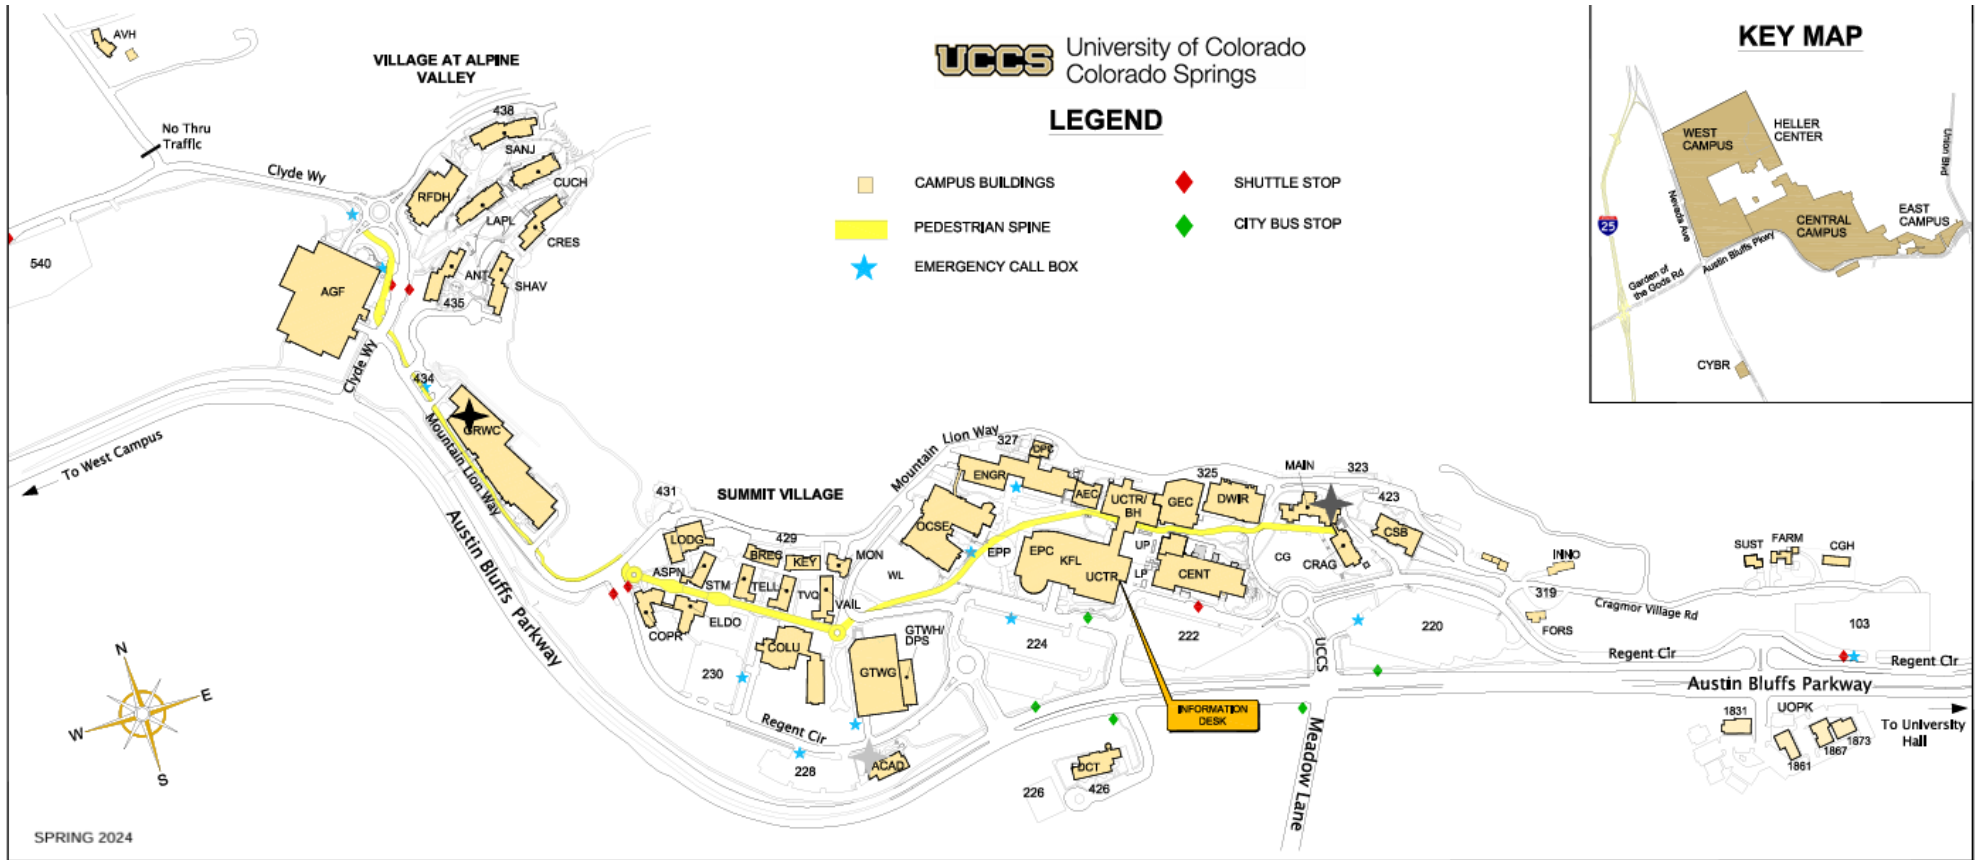 UCCS
University of Colorado
Colorado Springs
LEGEND
CAMPUS BUILDINGS
SHUTTLE STOP
PEDESTRIAN SPINE
CITY BUS STOP
EMERGENCY CALL BOX
KEY MAP
WEST
CAMPUS
HELLER
CENTER
CENTRAL
CAMPUS
EAST
CAMPUS
Union Blvd
Nevada Ave
25
Austin Bluffs Pkwy
Garden of
the Gods Rd
CYBR
AVH
VILLAGE AT ALPINE
VALLEY
No Thru
Traffic
438
SANJ
Clyde Wy
RFDH
CUCH
LAPL
CRES
540
AGF
ANT
SHAV
435
Clyde Wy
434
GRWC
Mountain Lion Way
To West Campus
Austin Bluffs Parkway
431
SUMMIT VILLAGE
LODG
429
BREC
KEY
MON
ASPN
STM
TELL
TVQ
VAIL
COPR
ELDO
COLU
230
GTWH/
DPS
GTWG
Regent Cir
228
ACAD
Mountain Lion Way
327
DPC
ENGR
AEC
UCTR/
BH
GEC
325
DWIR
MAIN
323
423
OCSE
CSB
EPP
EPC
KFL
UCTR
UP
LP
CENT
CG
CRAG
WL
INNO
SUST
FARM
CGH
319
Cragmor Village Rd
FORS
224
222
220
103
UCCS
Regent Cir
Regent Cir
Austin Bluffs Parkway
INFORMATION
DESK
Meadow Lane
1831
UOPK
To University
Hall
1873
1867
1861
FDCT
226
426
N
E
W
S
SPRING 2024